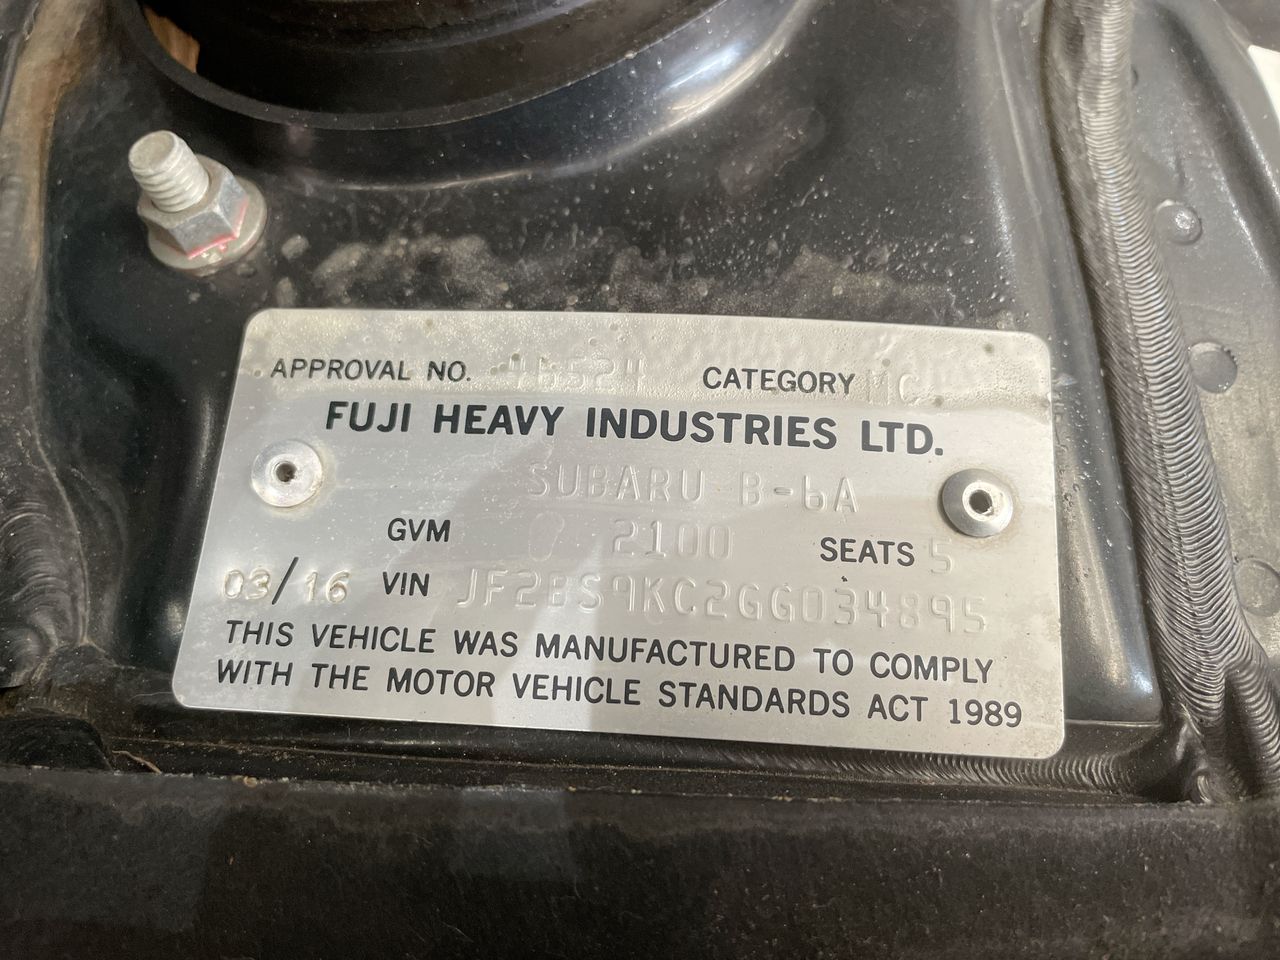 APPROVAL NO. 46524 CATEGORY MC
FUJI HEAVY INDUSTRIES LTD.
SUBARU B-6A
GVM 2100 SEATS 5
03/16 VIN JF2BS9KC2GG034895
THIS VEHICLE WAS MANUFACTURED TO COMPLY
WITH THE MOTOR VEHICLE STANDARDS ACT 1989